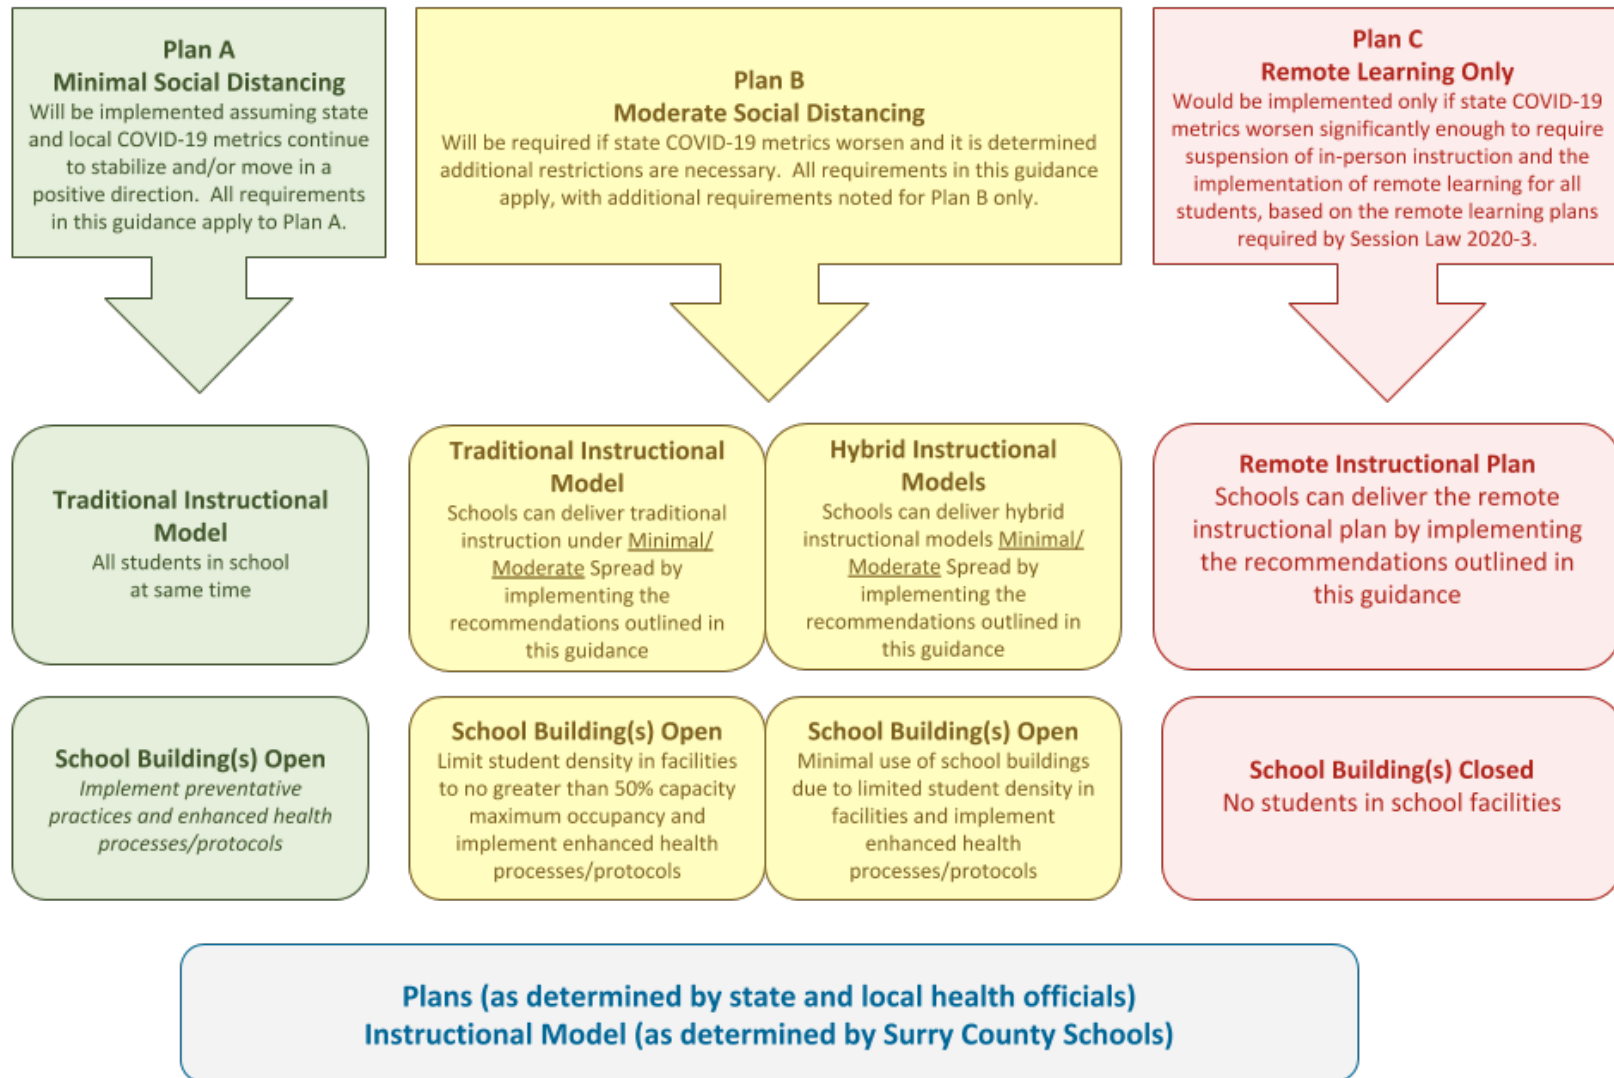 Plan A
Minimal Social Distancing
Will be implemented assuming state
and local COVID-19 metrics continue
to stabilize and/or move in a
positive direction.  All requirements
in this guidance apply to Plan A.
Plan B
Moderate Social Distancing
Will be required if state COVID-19 metrics worsen and it is determined
additional restrictions are necessary.  All requirements in this guidance
apply, with additional requirements noted for Plan B only.
Plan C
Remote Learning Only
Would be implemented only if state COVID-19
metrics worsen significantly enough to require
suspension of in-person instruction and the
implementation of remote learning for all
students, based on the remote learning plans
required by Session Law 2020-3.
Traditional Instructional
Model
All students in school
at same time
Traditional Instructional
Model
Schools can deliver traditional
instruction under Minimal/
Moderate Spread by
implementing the
recommendations outlined in
this guidance
Hybrid Instructional
Models
Schools can deliver hybrid
instructional models Minimal/
Moderate Spread by
implementing the
recommendations outlined in
this guidance
Remote Instructional Plan
Schools can deliver the remote
instructional plan by implementing
the recommendations outlined in
this guidance
School Building(s) Open
Implement preventative
practices and enhanced health
processes/protocols
School Building(s) Open
Limit student density in facilities
to no greater than 50% capacity
maximum occupancy and
implement enhanced health
processes/protocols
School Building(s) Open
Minimal use of school buildings
due to limited student density in
facilities and implement
enhanced health
processes/protocols
School Building(s) Closed
No students in school facilities
Plans (as determined by state and local health officials)
Instructional Model (as determined by Surry County Schools)